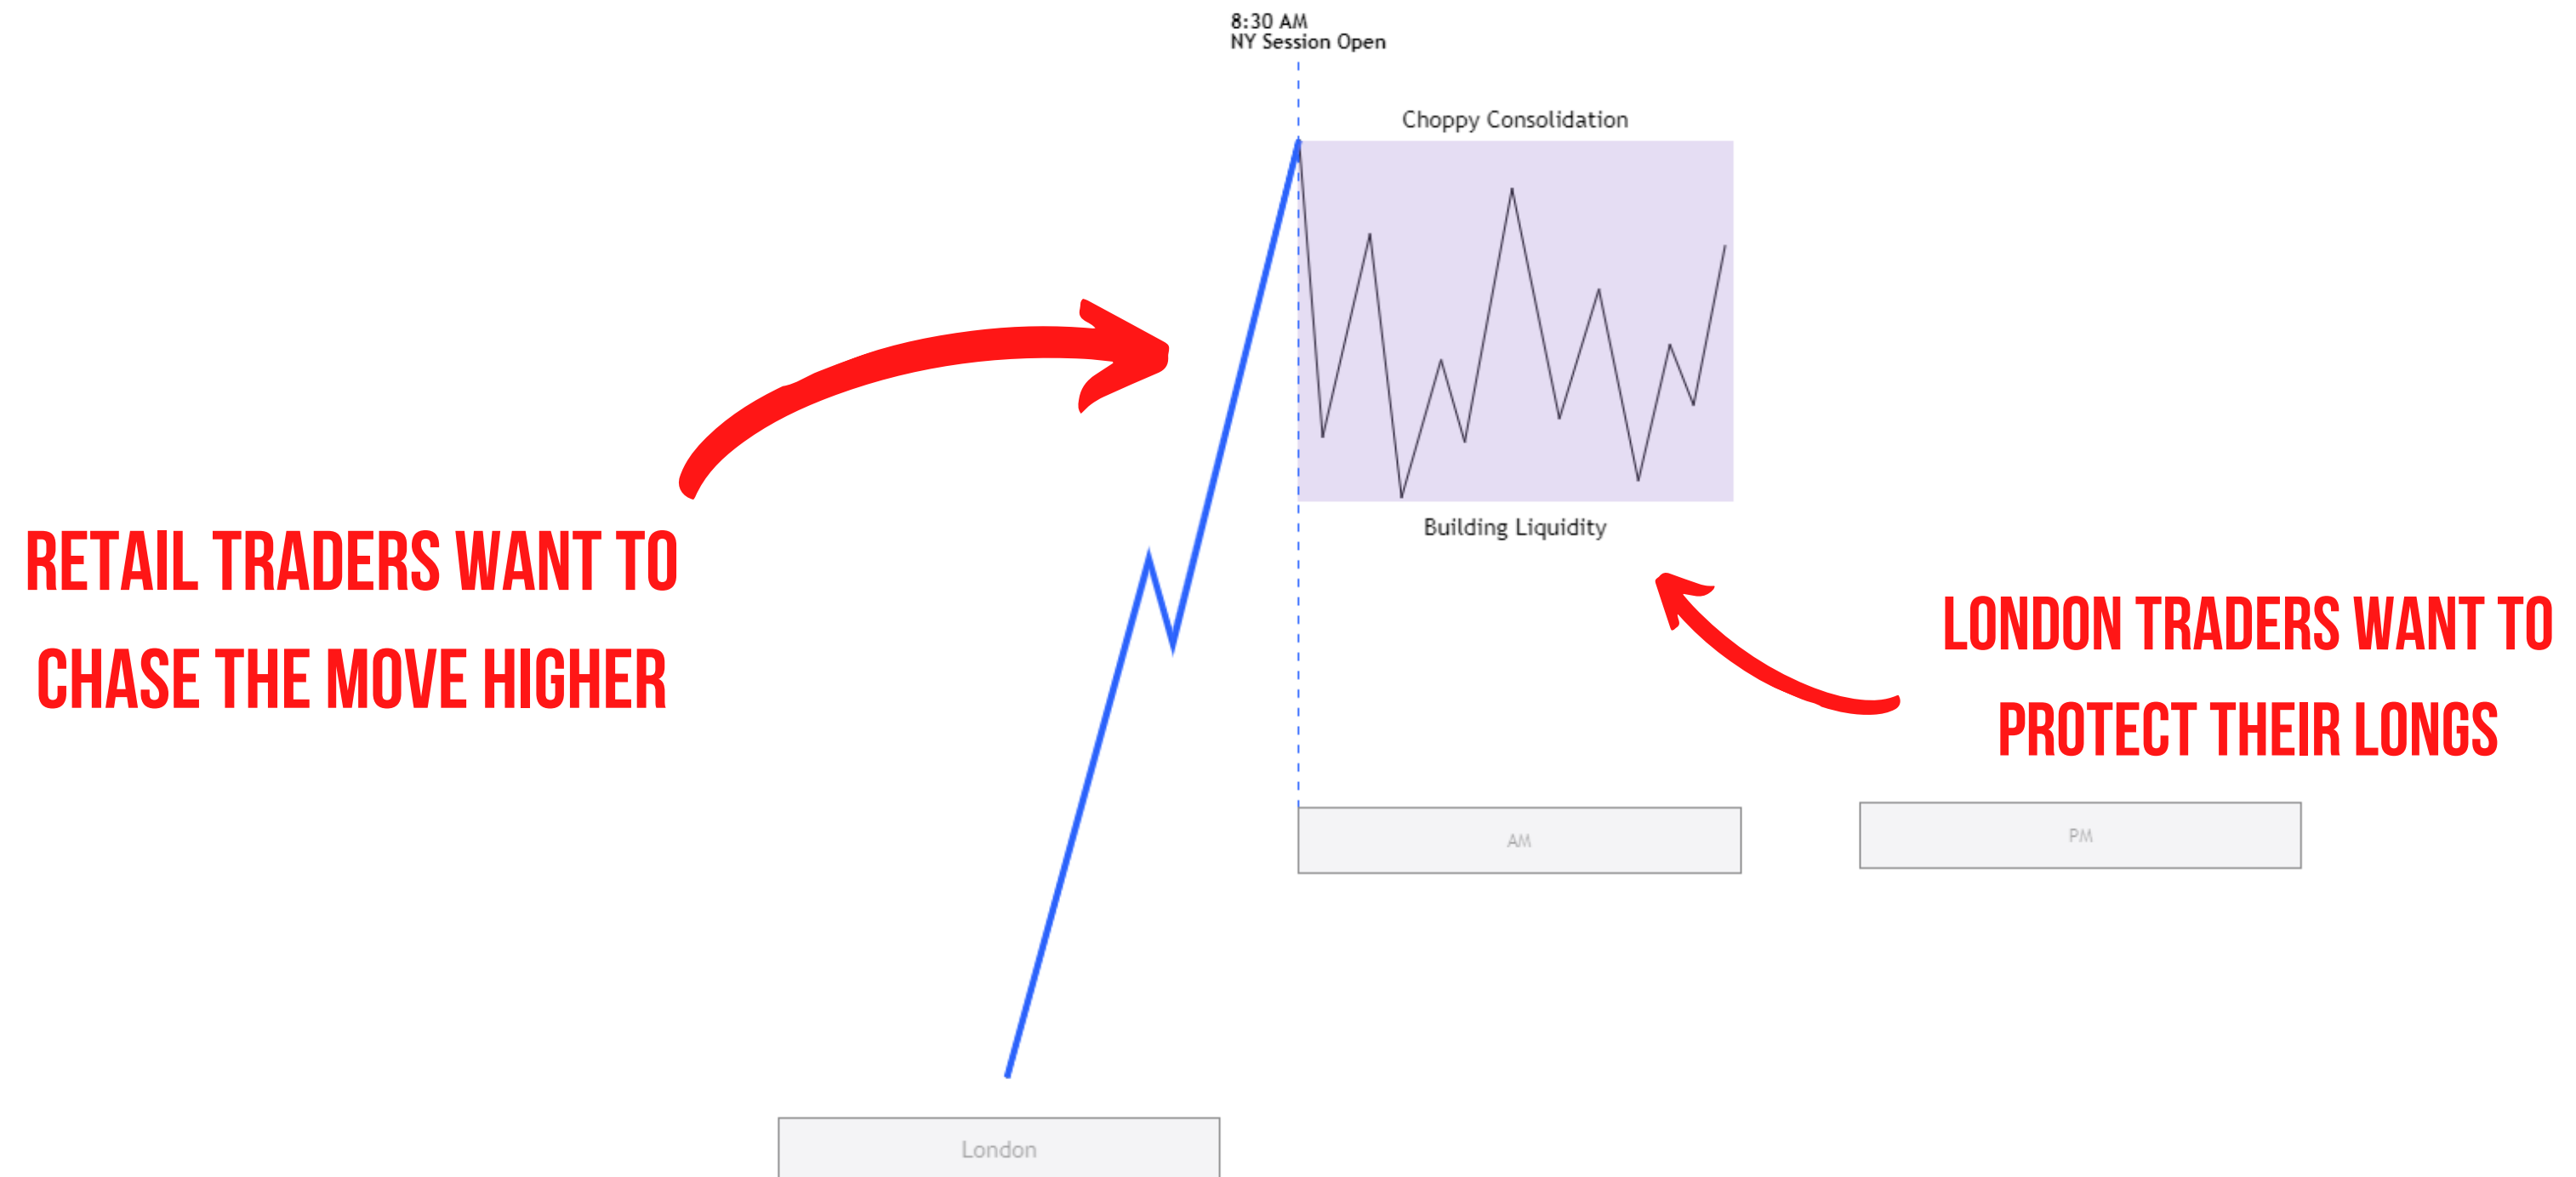 8:30 AM
NY Session Open
Choppy Consolidation
Building Liquidity
RETAIL TRADERS WANT TO
CHASE THE MOVE HIGHER
LONDON TRADERS WANT TO
PROTECT THEIR LONGS
AM
PM
London